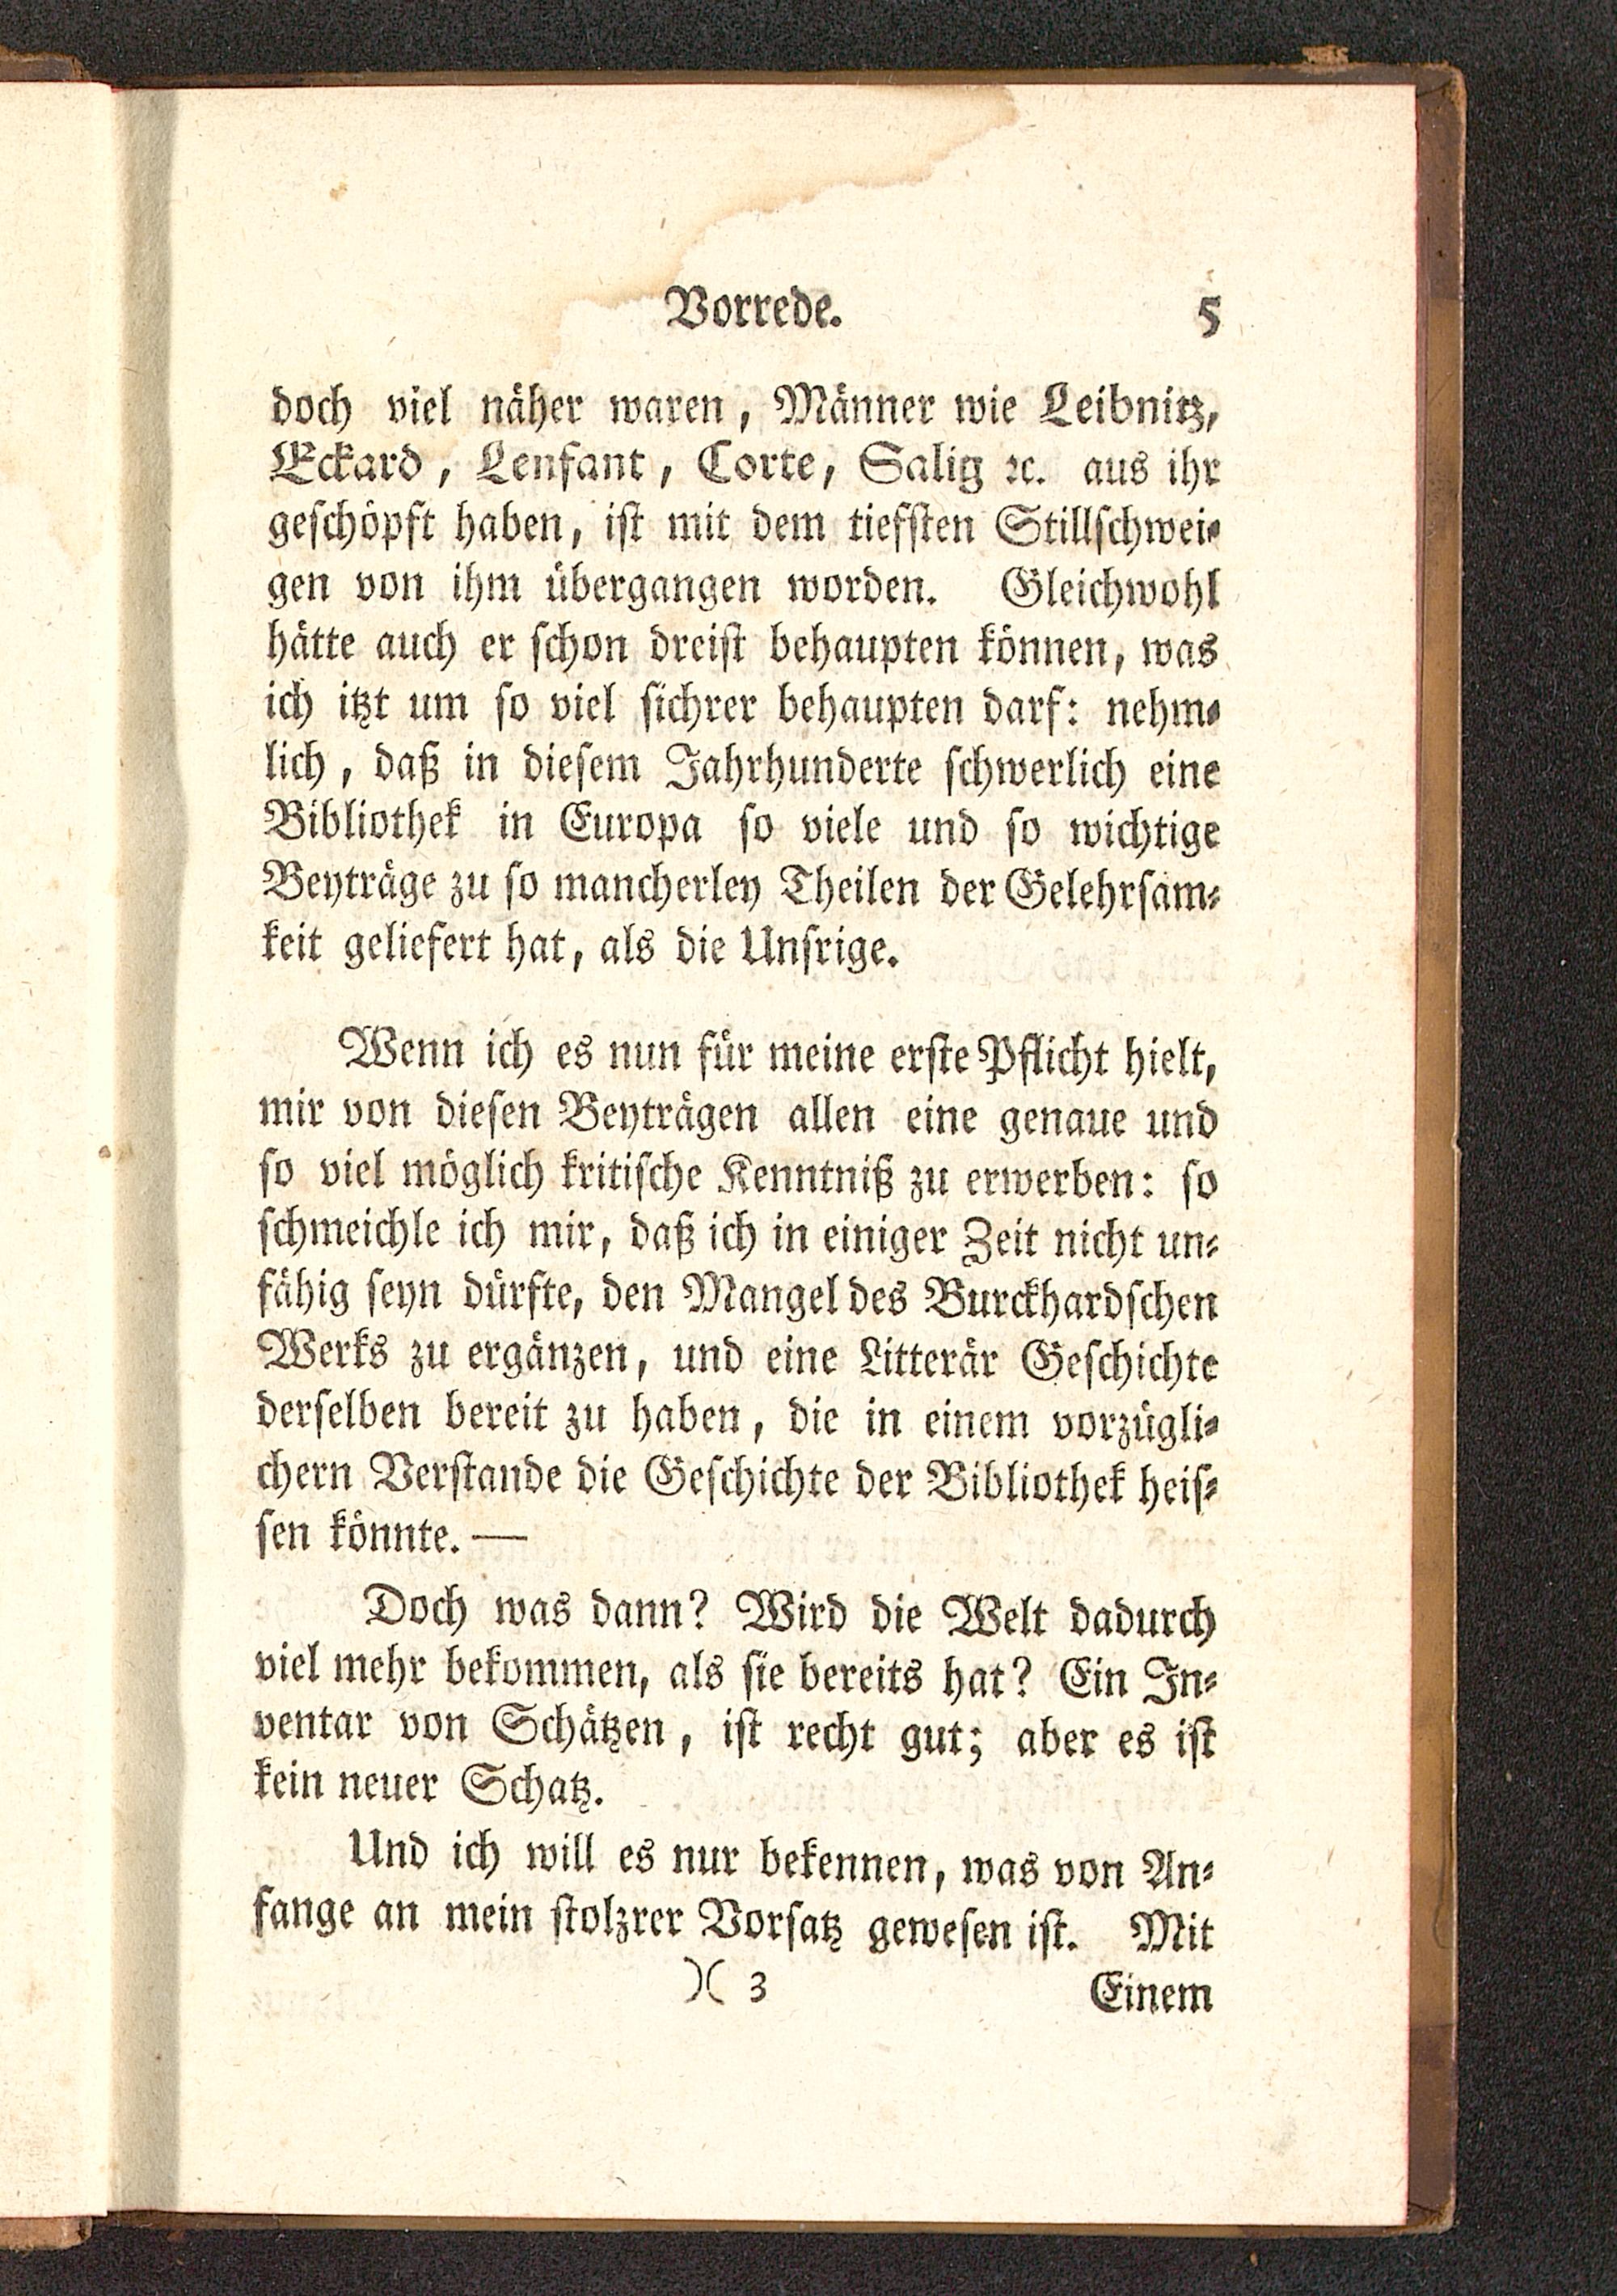 Vorrede. 5
doch viel näher waren, Männer wie Leibnitz,
Eckard, Lenfant, Corte, Salig ꝛc. aus ihr
geschöpft haben, ist mit dem tiefsten Stillschwei⸗
gen von ihm übergangen worden. Gleichwohl
hätte auch er schon dreist behaupten können, was
ich itzt um so viel sichrer behaupten darf: nehm⸗
lich, daß in diesem Jahrhunderte schwerlich eine
Bibliothek in Europa so viele und so wichtige
Beyträge zu so mancherley Theilen der Gelehrsam⸗
keit geliefert hat, als die Unsrige.
Wenn ich es nun für meine erste Pflicht hielt,
mir von diesen Beyträgen allen eine genaue und
so viel möglich kritische Kenntniß zu erwerben: so
schmeichle ich mir, daß ich in einiger Zeit nicht un⸗
fähig seyn dürfte, den Mangel des Burckhardschen
Werks zu ergänzen, und eine Litterär Geschichte
derselben bereit zu haben, die in einem vorzügli⸗
chern Verstande die Geschichte der Bibliothek heis⸗
sen könnte. —
Doch was dann? Wird die Welt dadurch
viel mehr bekommen, als sie bereits hat? Ein In⸗
ventar von Schätzen, ist recht gut; aber es ist
kein neuer Schatz.
Und ich will es nur bekennen, was von An⸗
fange an mein stolzrer Vorsatz gewesen ist. Mit
)( 3 Einem